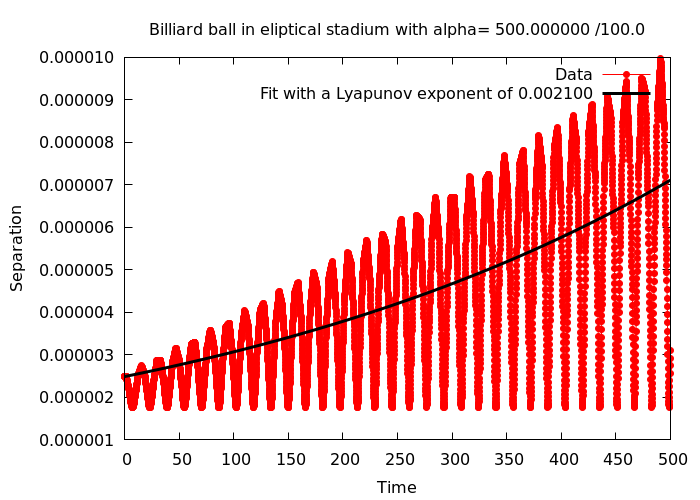 Billiard ball in eliptical stadium with alpha= 500.000000 /100.0
Data
Fit with a Lyapunov exponent of 0.002100
0.000010
0.000009
0.000008
0.000007
0.000006
0.000005
0.000004
0.000003
0.000002
0.000001
Separation
0 50 100 150 200 250 300 350 400 450 500
Time